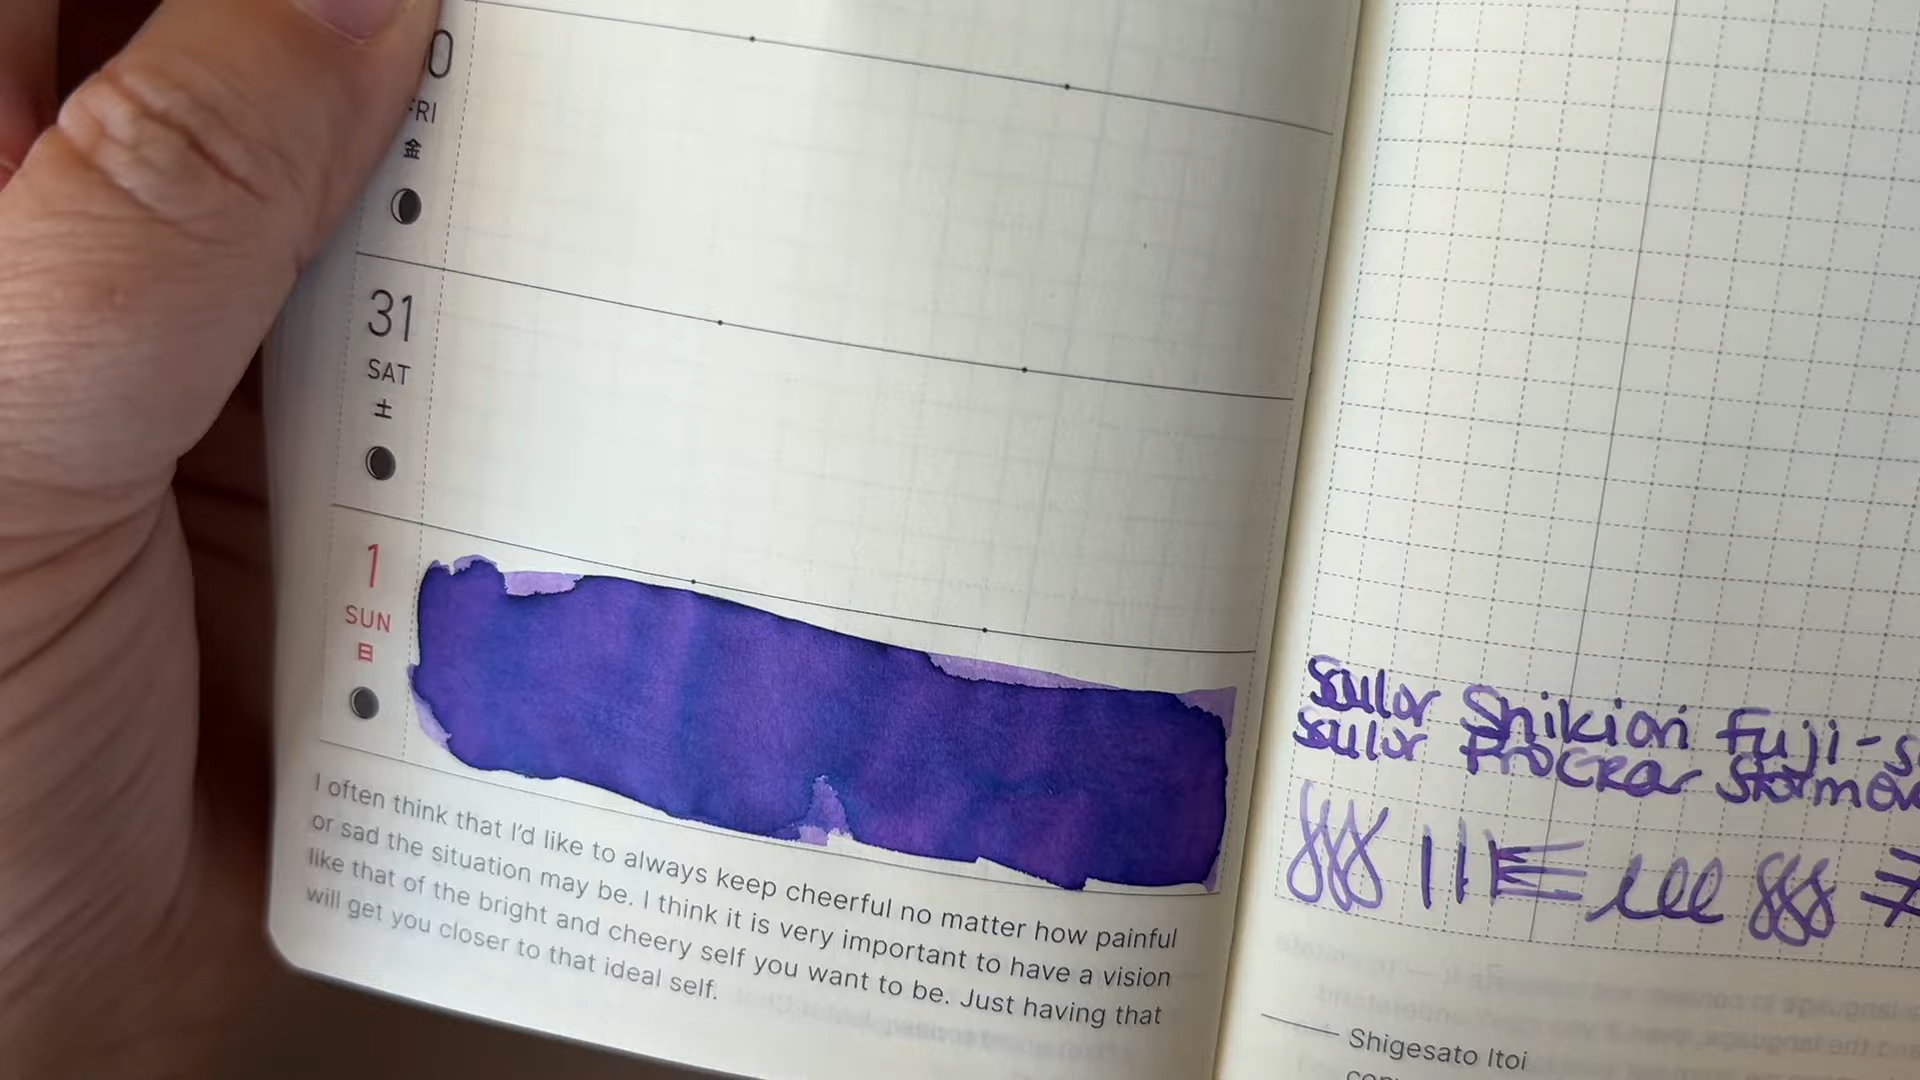 FRI
金
31
SAT
土
1
SUN
日
I often think that I'd like to always keep cheerful no matter how painful
or sad the situation may be. I think it is very important to have a vision
like that of the bright and cheery self you want to be. Just having that
will get you closer to that ideal self.
Sailor Shikiori Fuji-
Sailor
Shigesato Itoi